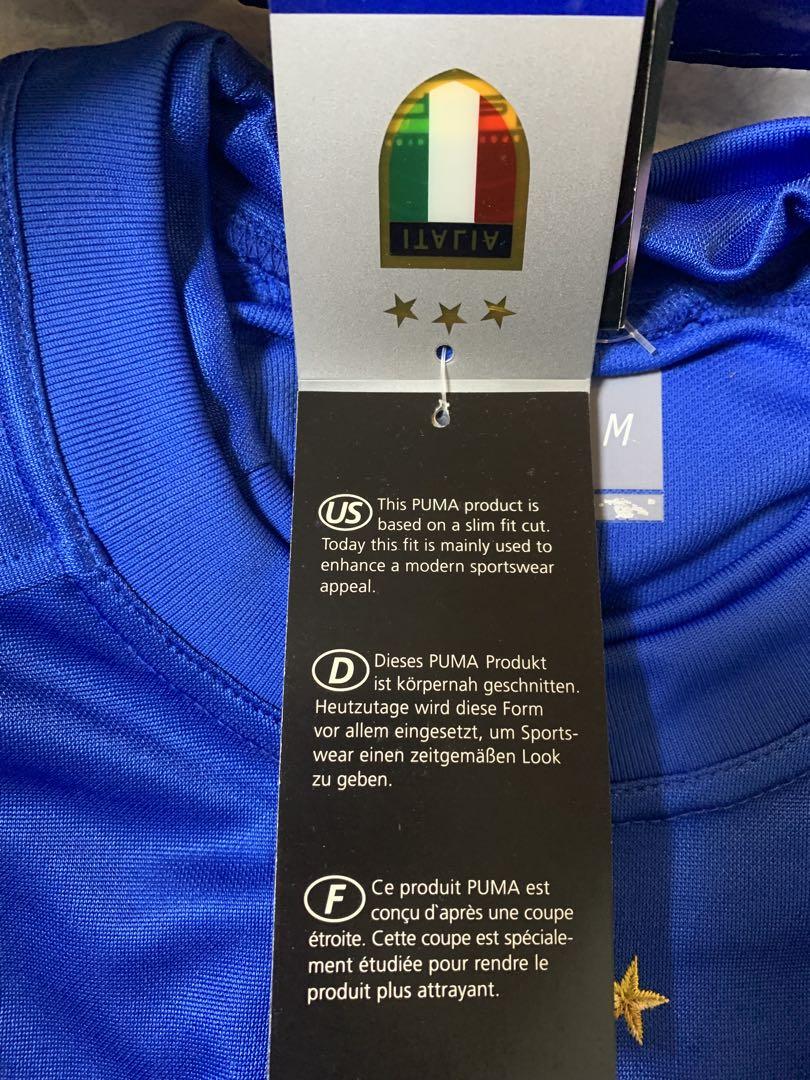 ITALIA
M
US This PUMA product is
based on a slim fit cut.
Today this fit is mainly used to
enhance a modern sportswear
appeal.
D Dieses PUMA Produkt
ist körpernah geschnitten.
Heutzutage wird diese Form
vor allem eingesetzt, um Sports-
wear einen zeitgemäßen Look
zu geben.
F Ce produit PUMA est
conçu d`après une coupe
étroite. Cette coupe est spéciale-
ment étudiée pour rendre le
produit plus attrayant.